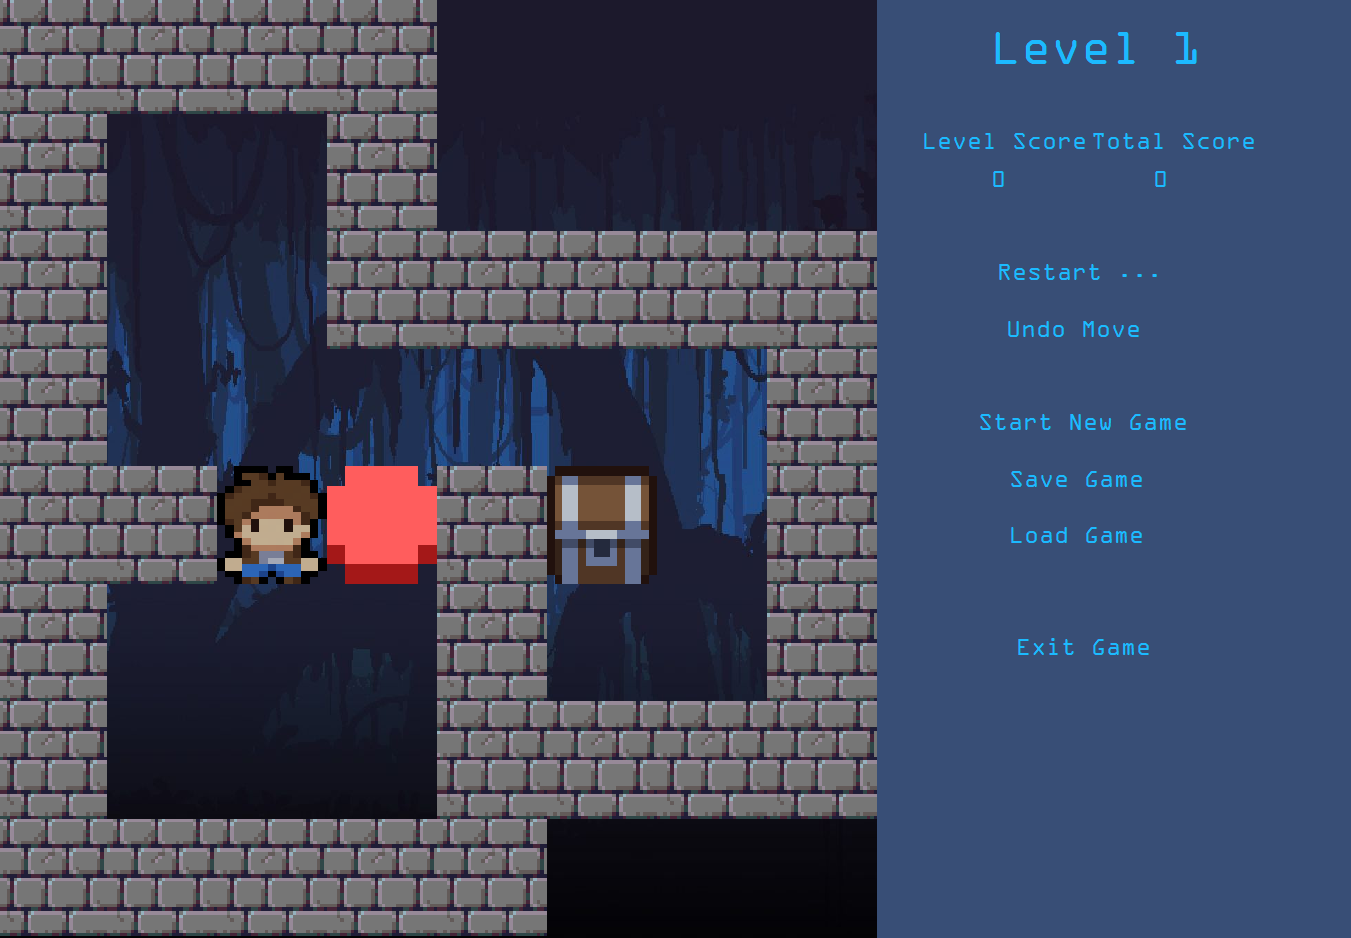 Level 1
Level Score Total Score
0 0
Restart ...
Undo Move
Start New Game
Save Game
Load Game
Exit Game